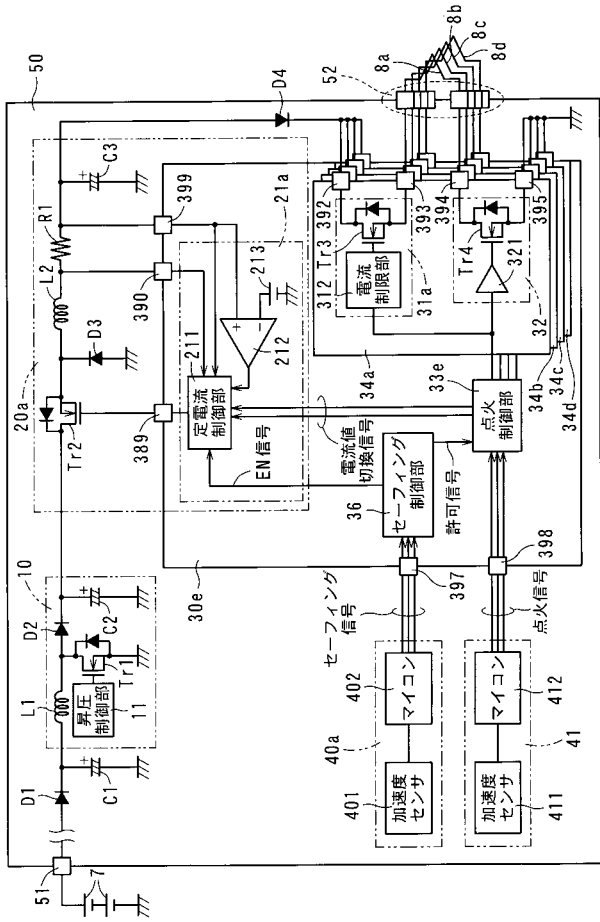 50
8b
8c
8a
8d
52
D4
20a
C3
R1
399
392
393
394
395
L2
390
21a
213
Tr3
Tr4
D3
211
212
312
電流
制限部
31a
321
32
Tr2
389
定電流
制御部
34a
34b
34c
34d
33e
点火
制御部
電流値
切換信号
EN信号
セーフィング
制御部
36
許可信号
30e
10
D2
C2
397
398
L1
Tr1
昇圧
制御部
11
セーフィング
信号
点火信号
402
マイコン
マイコン
412
D1
C1
40a
41
401
加速度
センサ
加速度
センサ
411
51
7